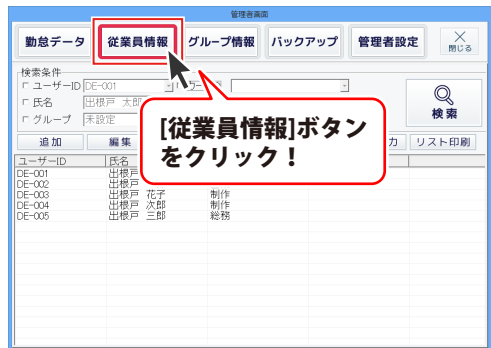 管理者画面
勤怠データ 従業員情報 グループ情報 バックアップ 管理者設定 閉じる
検索条件
ユーザーID DE-001
氏名 出根戸 太郎
グループ 未設定
検索
[従業員情報]ボタン
をクリック！
追加 編集 力 リスト印刷
ユーザーID 氏名
DE-001 出根戸
DE-002 出根戸
DE-003 出根戸 花子 制作
DE-004 出根戸 次郎 制作
DE-005 出根戸 三郎 総務